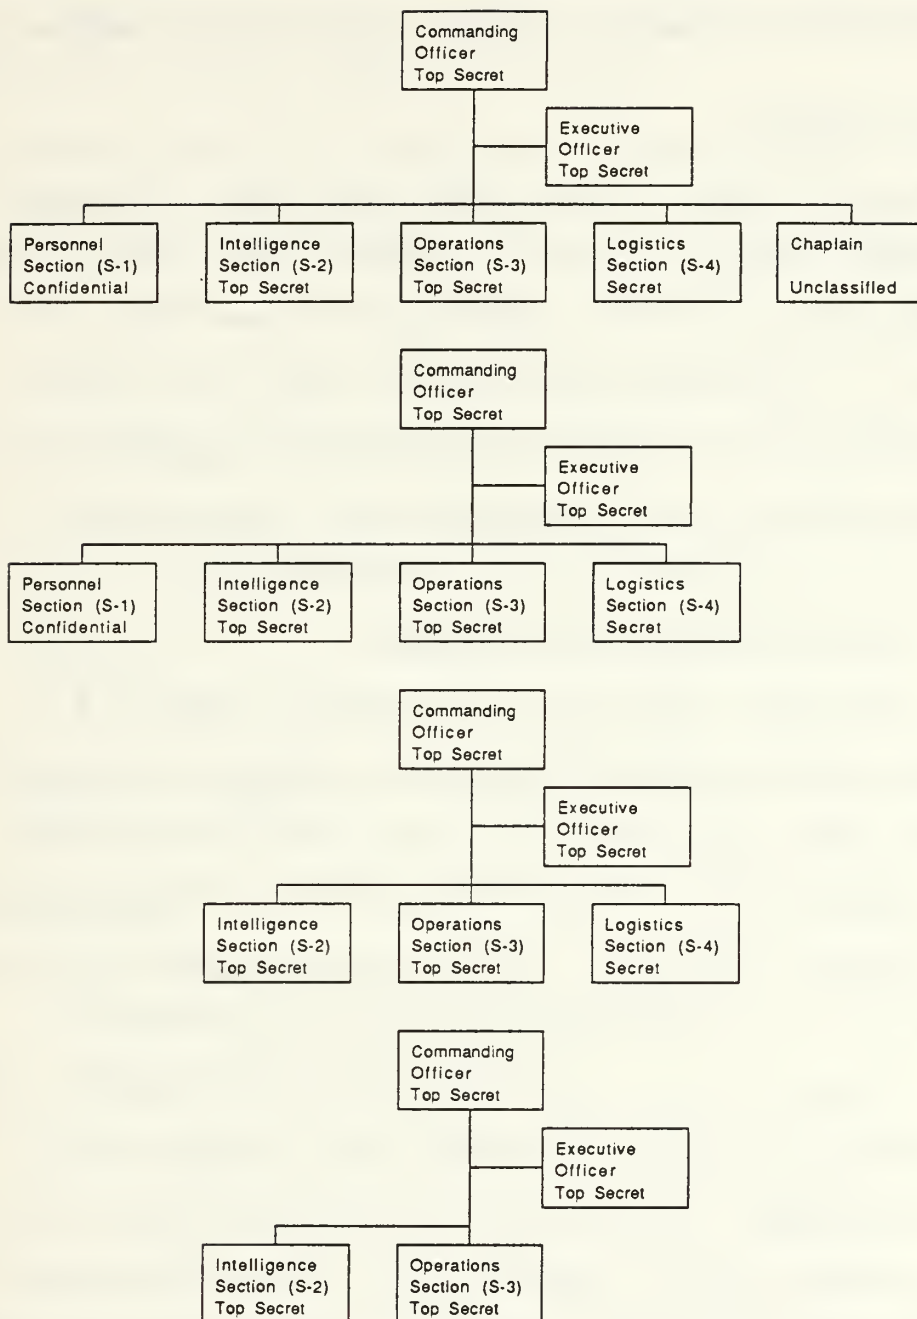 Commanding
Officer
Top Secret
Executive
Officer
Top Secret
Personnel
Section (S-1)
Confidential
Intelligence
Section (S-2)
Top Secret
Operations
Section (S-3)
Top Secret
Logistics
Section (S-4)
Secret
Chaplain
Unclassified
Commanding
Officer
Top Secret
Executive
Officer
Top Secret
Personnel
Section (S-1)
Confidential
Intelligence
Section (S-2)
Top Secret
Operations
Section (S-3)
Top Secret
Logistics
Section (S-4)
Secret
Commanding
Officer
Top Secret
Executive
Officer
Top Secret
Intelligence
Section (S-2)
Top Secret
Operations
Section (S-3)
Top Secret
Logistics
Section (S-4)
Secret
Commanding
Officer
Top Secret
Executive
Officer
Top Secret
Intelligence
Section (S-2)
Top Secret
Operations
Section (S-3)
Top Secret